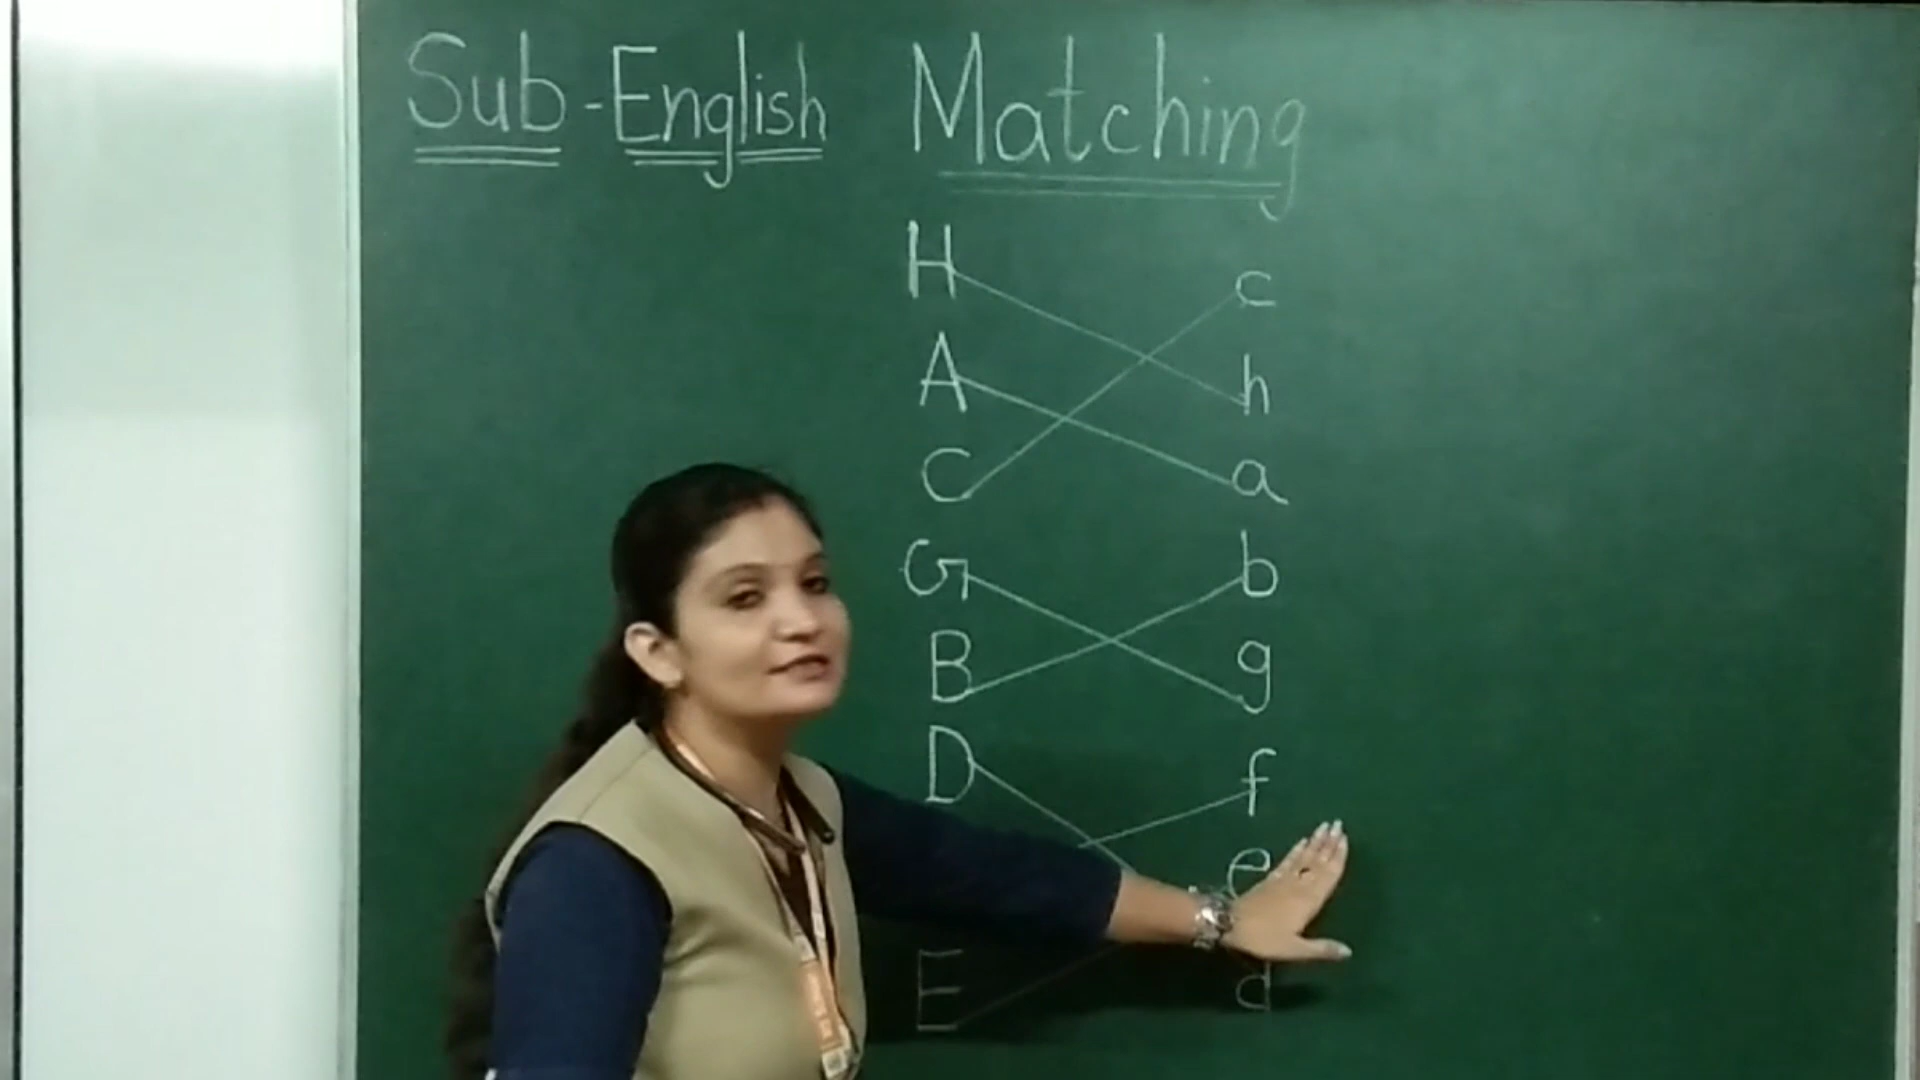 Sub-English Matching
H c
A h
C a
G b
B g
D f
e
E d